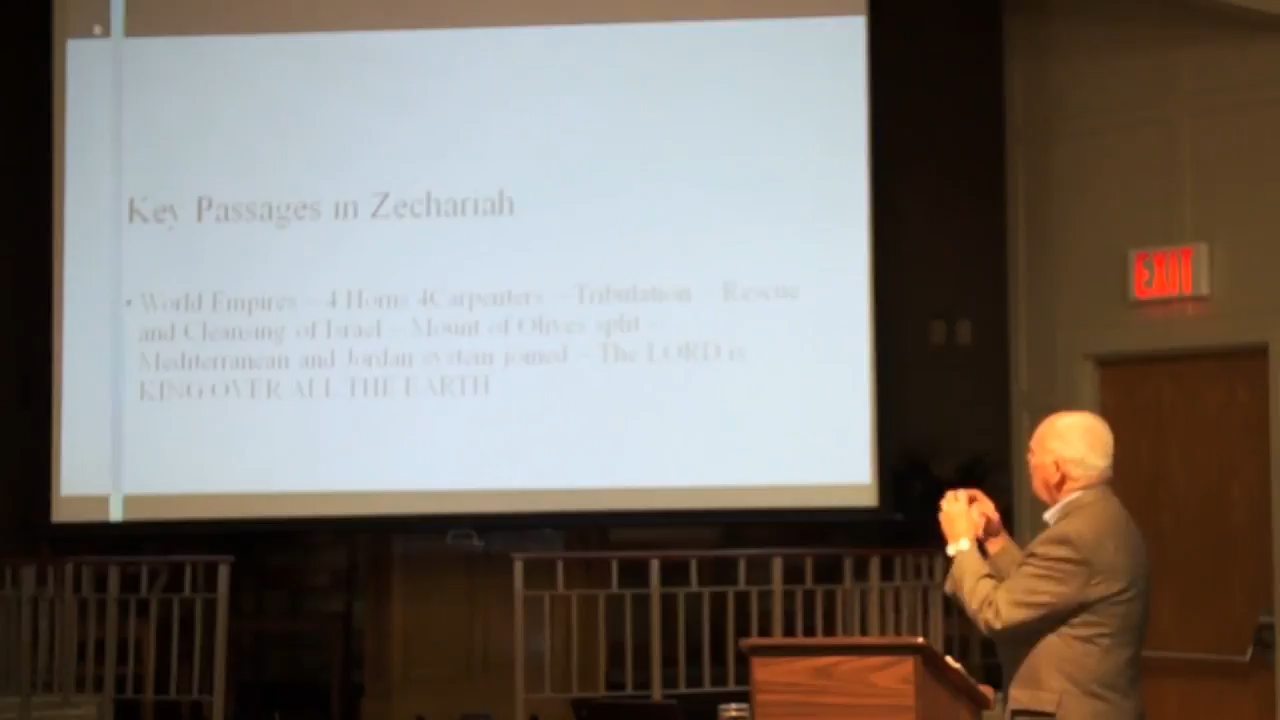 Key Passages in Zechariah
• World Empires – 4 Horns 4Carpenters – Tribulation – Rescue
and Cleansing of Israel – Mount of Olives split –
Mediterranean and Jordan system joined – The LORD is
KING OVER ALL THE EARTH
EXIT